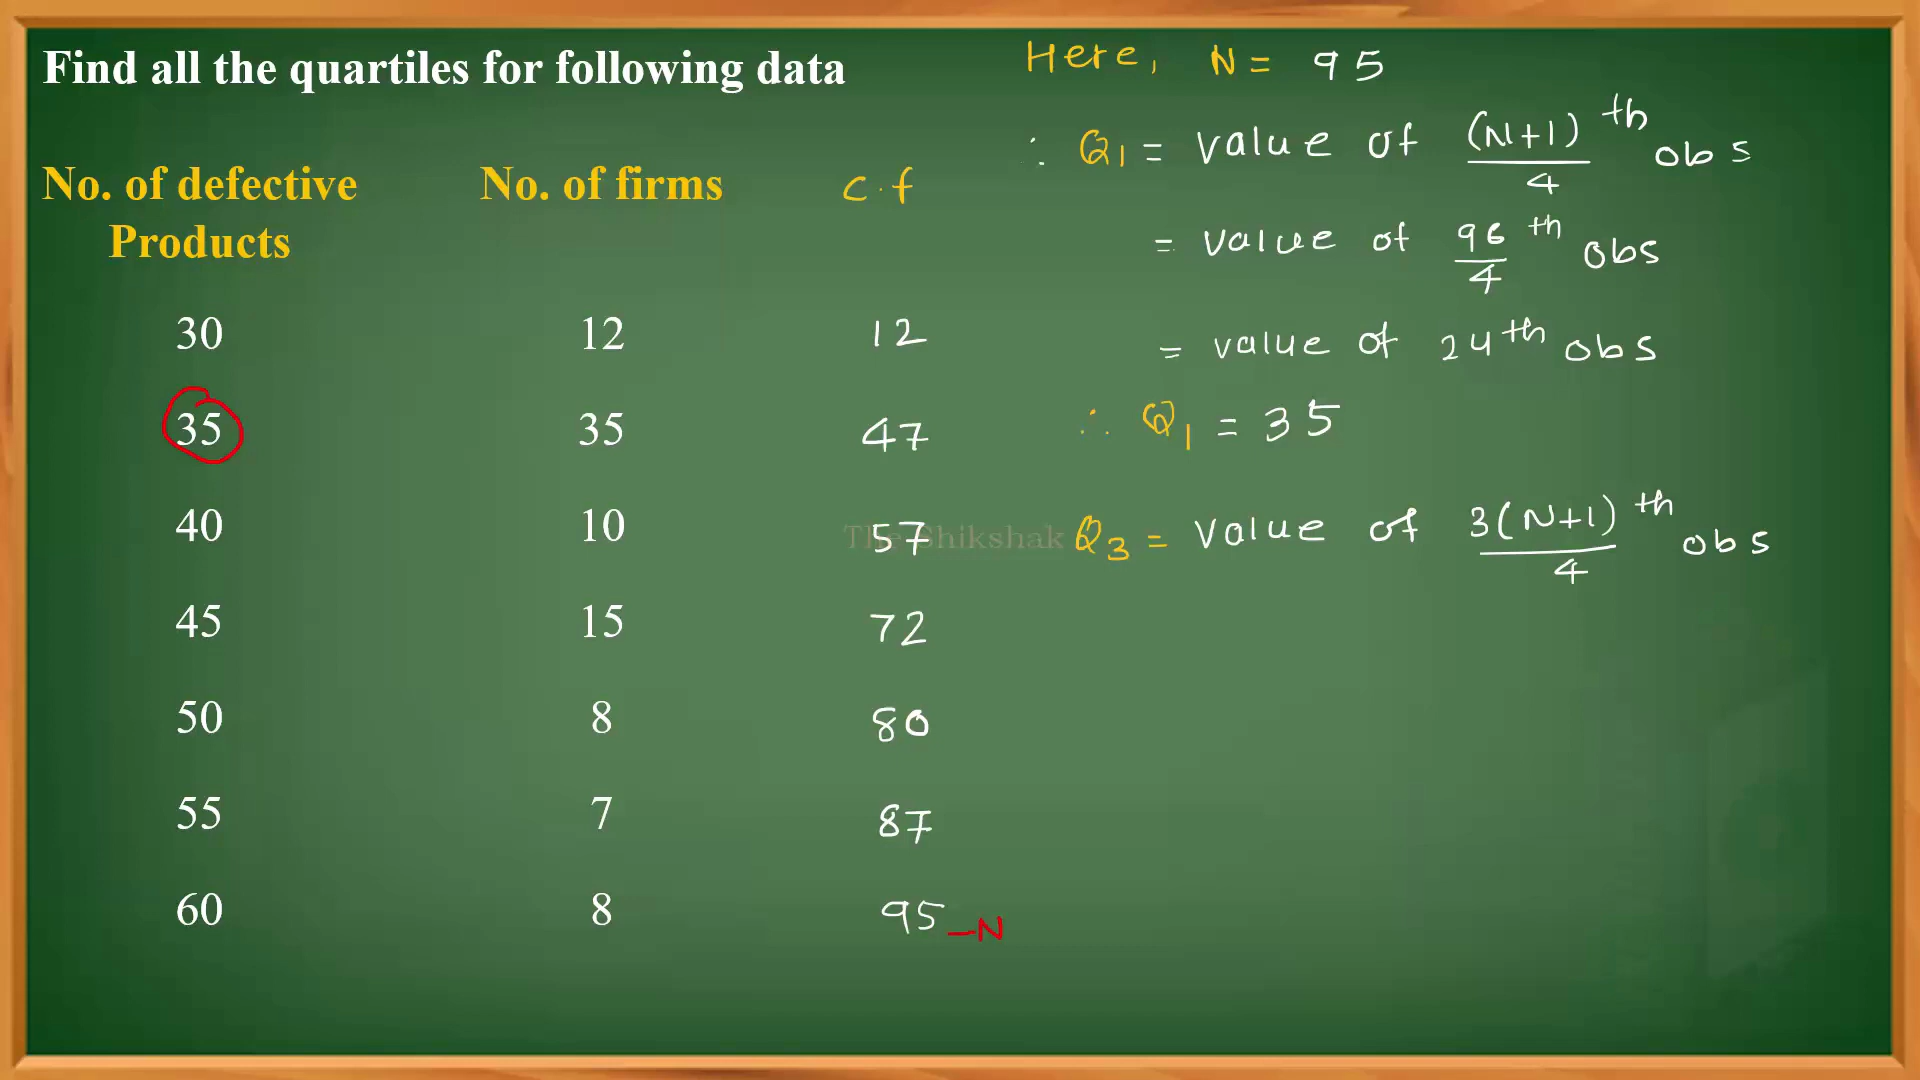 Find all the quartiles for following data
No. of defective Products No. of firms c.f
30 12 12
35 35 47
40 10 57
45 15 72
50 8 80
55 7 87
60 8 95 –N
The Shikshak
Here, N = 95
∴ Q1 = value of (N+1)/4 th obs
= value of 96/4 th obs
= value of 24th obs
∴ Q1 = 35
Q3 = value of 3(N+1)/4 th obs